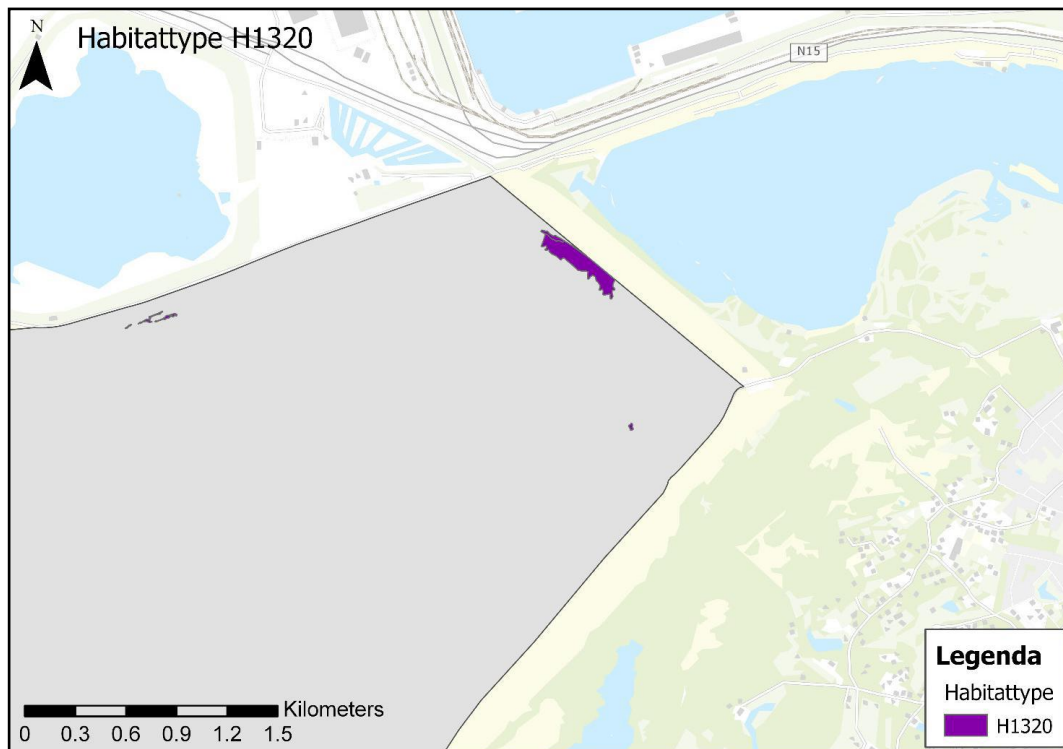 N
Habitattype H1320
N15
Kilometers
0 0.3 0.6 0.9 1.2 1.5
Legenda
Habitattype
H1320